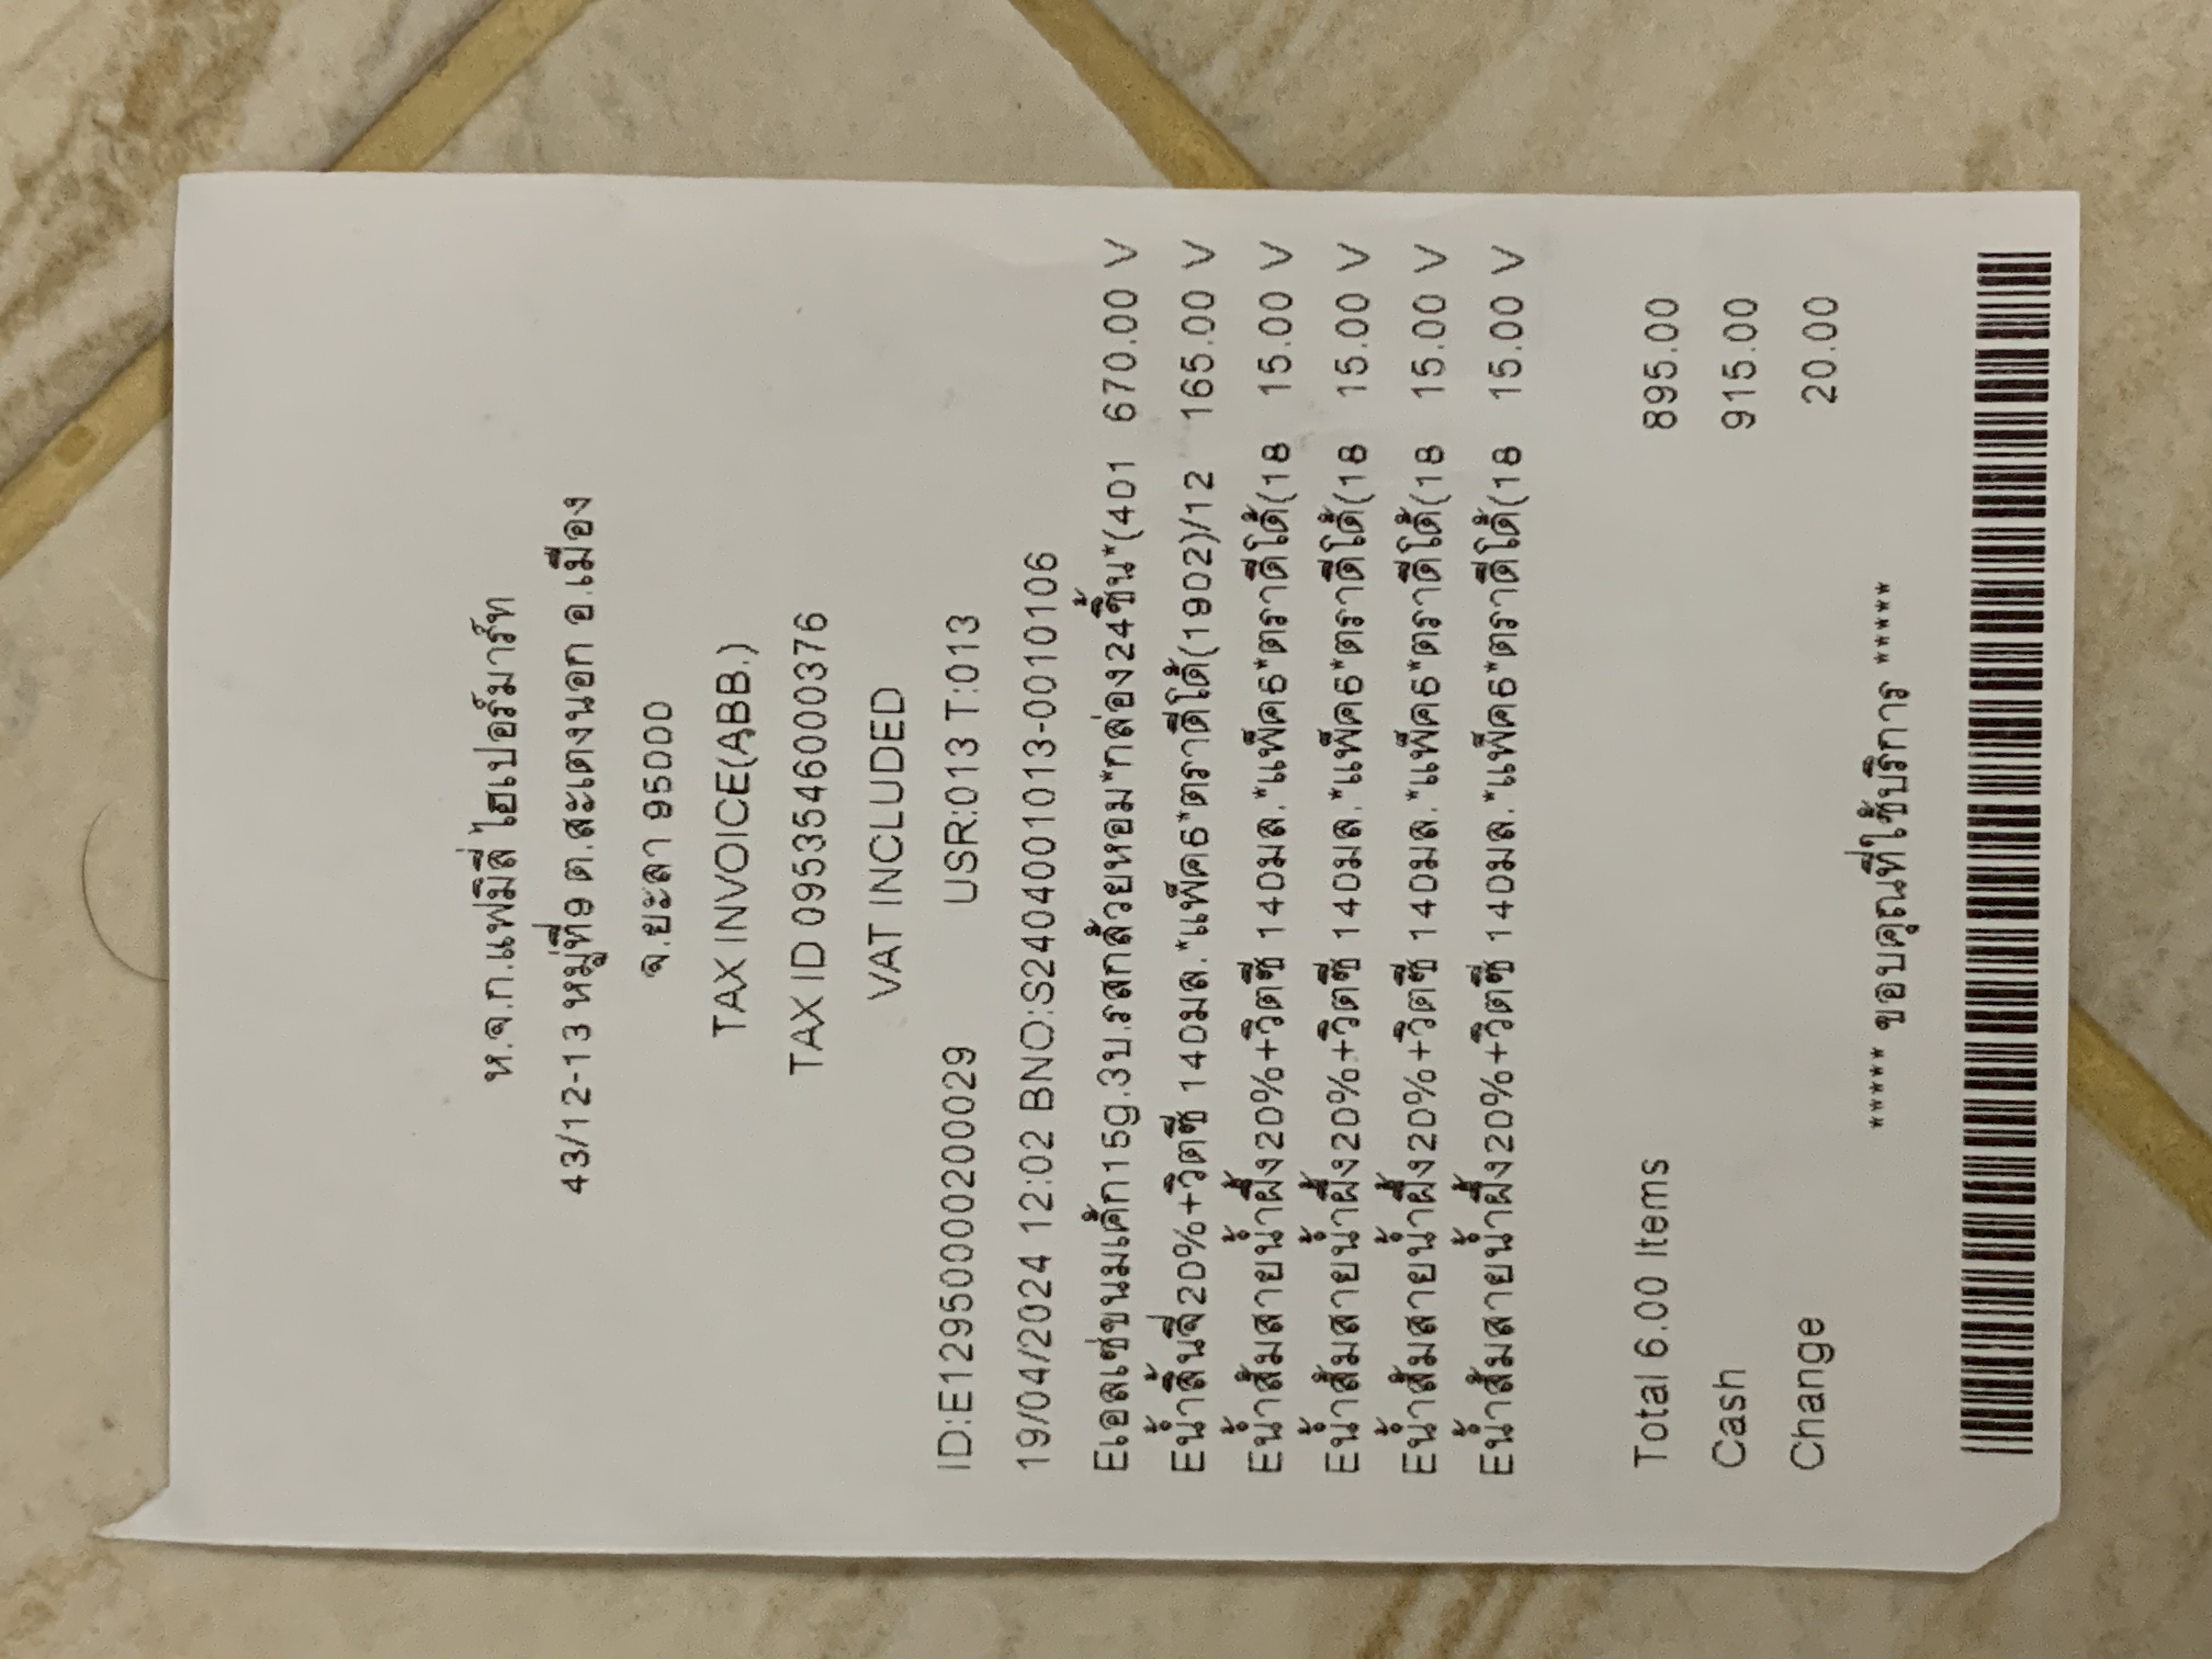 ห.จ.ก.แฟมิลี่ ไฮเปอร์มาร์ท
43/12-13 หมู่ที่9 ต.สะเตงนอก อ.เมือง
จ.ยะลา 95000
TAX INVOICE(ABB.)
TAX ID 0953546000376
VAT INCLUDED
ID:E12950000200029 USR:013 T:013
19/04/2024 12:02 BNO:S2404001013-0010106
Eเอลเซ่ขนมเค้ก15g.3บ.รสกล้วยหอม*กล่อง24ชิ้น*(401 670.00 V
Eน้ำลิ้นจี่20%+วิตซี 140มล.*แพ็ค6*ตราดีโด้(1902)/12 165.00 V
Eน้ำส้มสายน้ำผึ้ง20%+วิตซี 140มล.*แพ็ค6*ตราดีโด้(18 15.00 V
Eน้ำส้มสายน้ำผึ้ง20%+วิตซี 140มล.*แพ็ค6*ตราดีโด้(18 15.00 V
Eน้ำส้มสายน้ำผึ้ง20%+วิตซี 140มล.*แพ็ค6*ตราดีโด้(18 15.00 V
Eน้ำส้มสายน้ำผึ้ง20%+วิตซี 140มล.*แพ็ค6*ตราดีโด้(18 15.00 V
Total 6.00 Items 895.00
Cash 915.00
Change 20.00
***** ขอบคุณที่ใช้บริการ *****